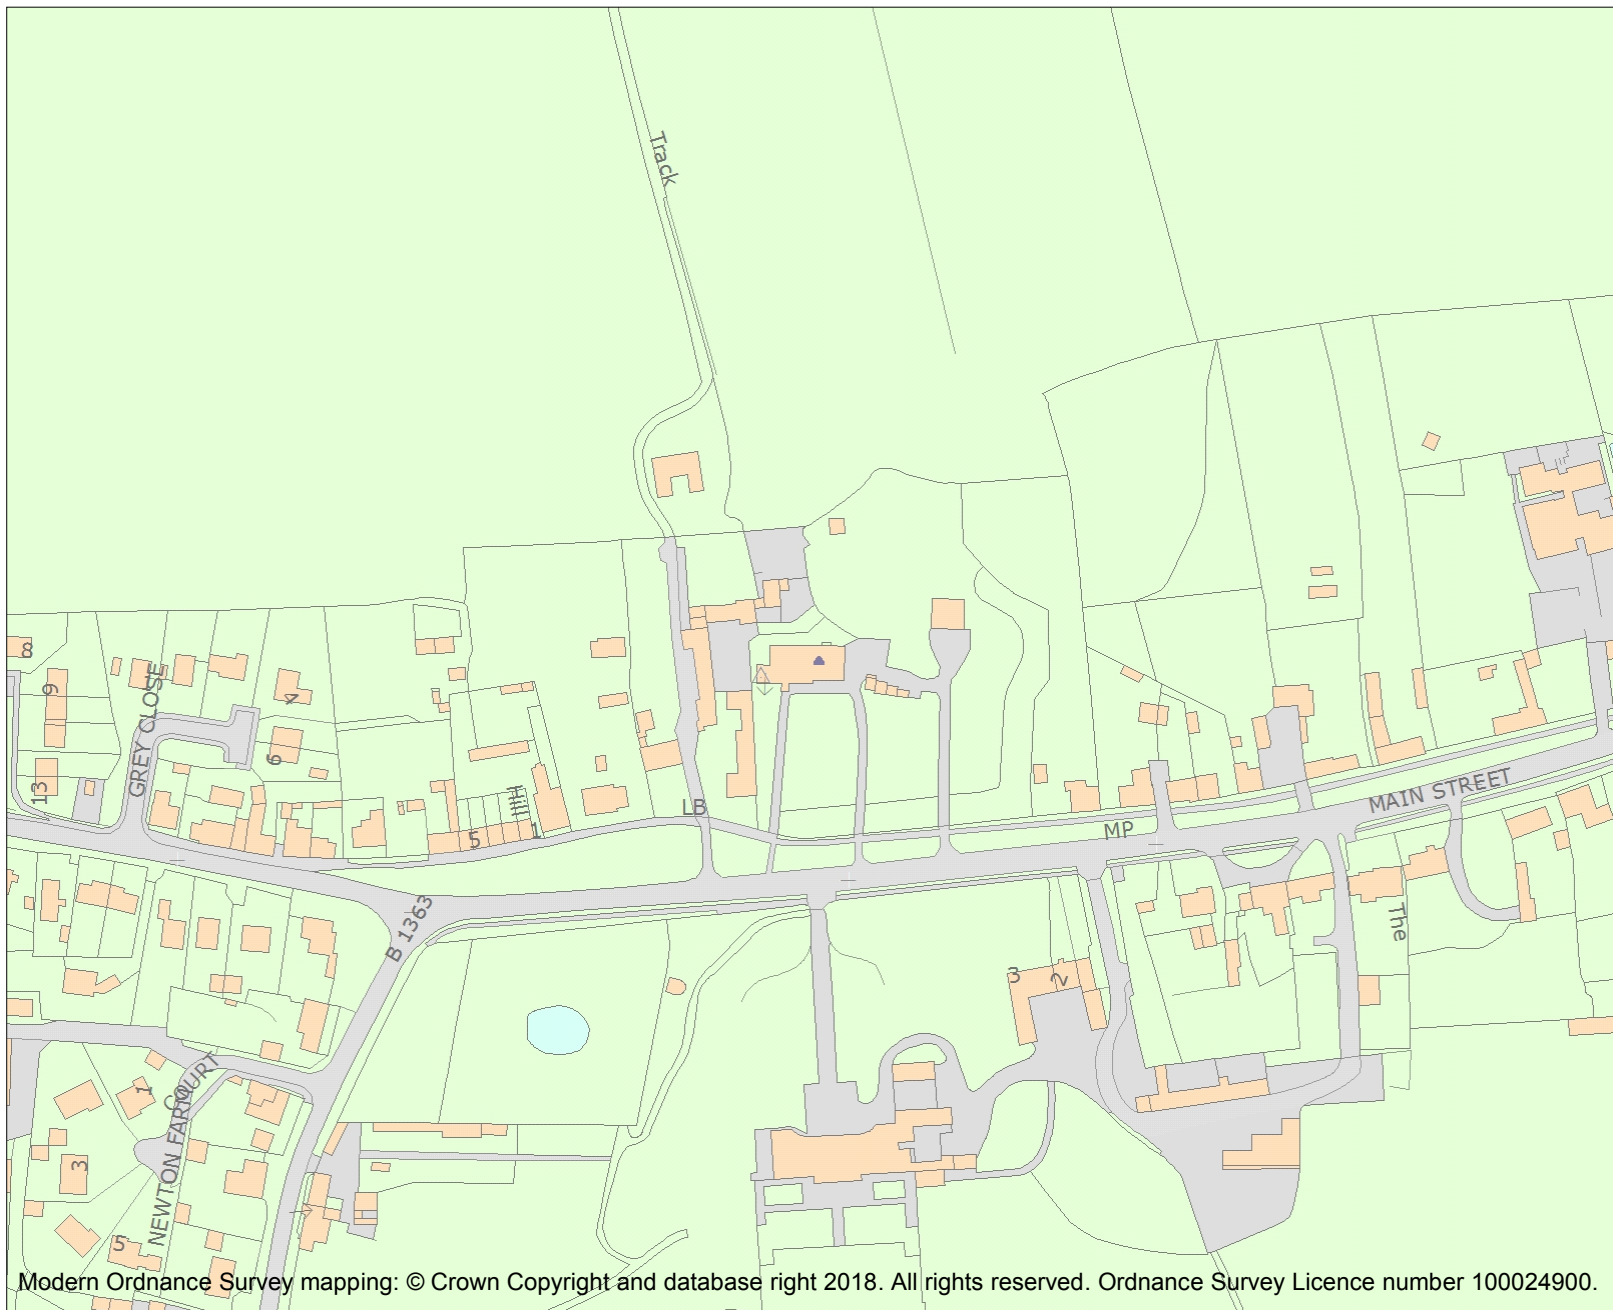 Track
8
9
GREY CLOSE
4
6
13
LB
5
1
MP
MAIN STREET
B 1363
The
3
2
NEWTON FARM
COURT
1
3
5
Modern Ordnance Survey mapping: © Crown Copyright and database right 2018. All rights reserved. Ordnance Survey Licence number 100024900.